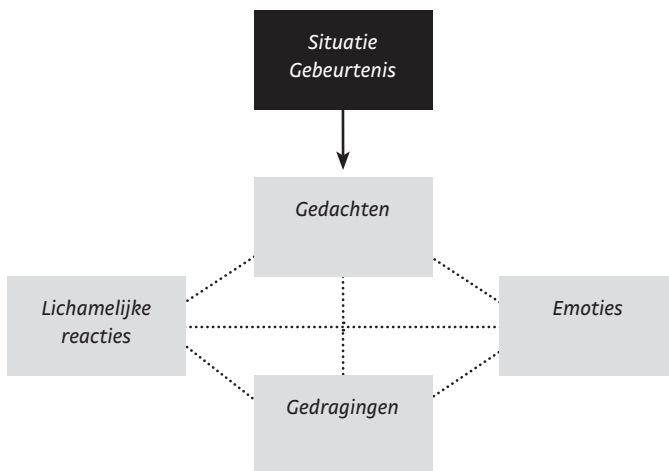 Situatie
Gebeurtenis
Gedachten
Lichamelijke
reacties
Emoties
Gedragingen